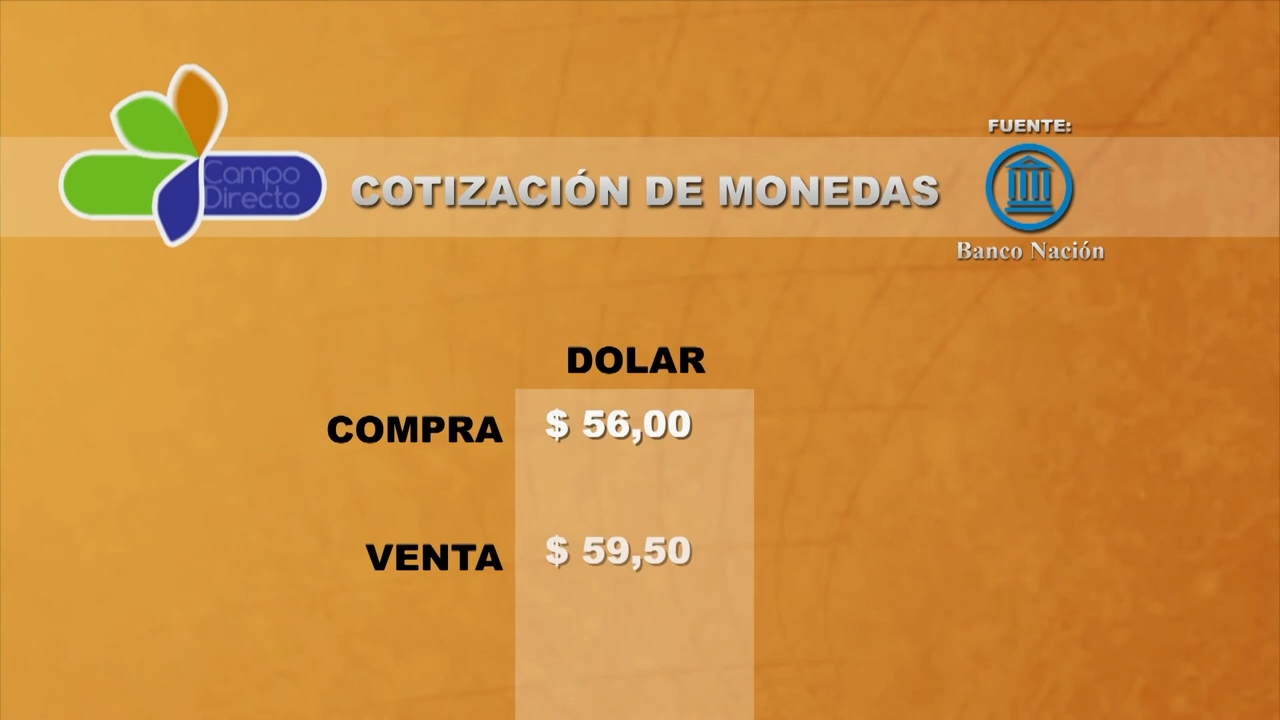 Campo
Directo
COTIZACIÓN DE MONEDAS
FUENTE:
Banco Nación
DOLAR
COMPRA $ 56,00
VENTA $ 59,50